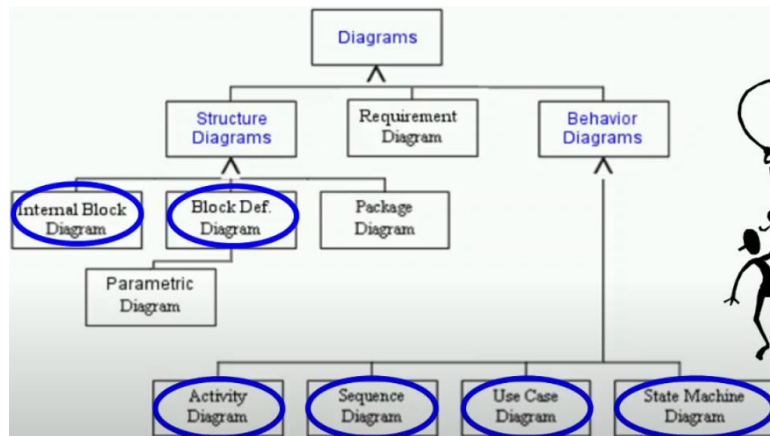 Diagrams
Structure
Diagrams
Requirement
Diagram
Behavior
Diagrams
Internal Block
Diagram
Block Def.
Diagram
Package
Diagram
Parametric
Diagram
Activity
Diagram
Sequence
Diagram
Use Case
Diagram
State Machine
Diagram